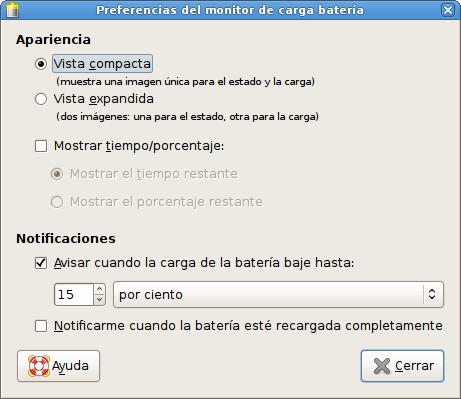 Preferencias del monitor de carga batería
Apariencia
Vista compacta
(muestra una imagen única para el estado y la carga)
Vista expandida
(dos imágenes: una para el estado, otra para la carga)
Mostrar tiempo/porcentaje:
Mostrar el tiempo restante
Mostrar el porcentaje restante
Notificaciones
Avisar cuando la carga de la batería baje hasta:
15 por ciento
Notificarme cuando la batería esté recargada completamente
Ayuda Cerrar